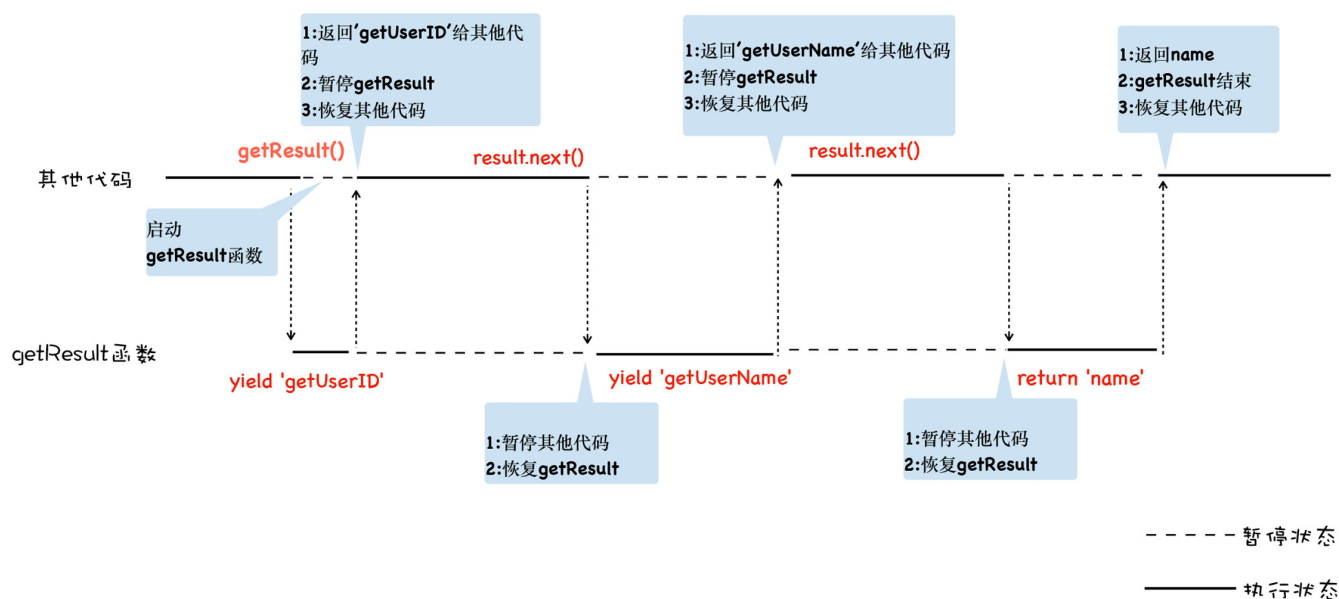 1:返回'getUserID'给其他代
码
2:暂停getResult
3:恢复其他代码
1:返回'getUserName'给其他代码
2:暂停getResult
3:恢复其他代码
1:返回name
2:getResult结束
3:恢复其他代码
getResult()
result.next()
result.next()
其他代码
启动
getResult函数
getResult函数
yield 'getUserID'
yield 'getUserName'
return 'name'
1:暂停其他代码
2:恢复getResult
1:暂停其他代码
2:恢复getResult
暂停状态
执行状态